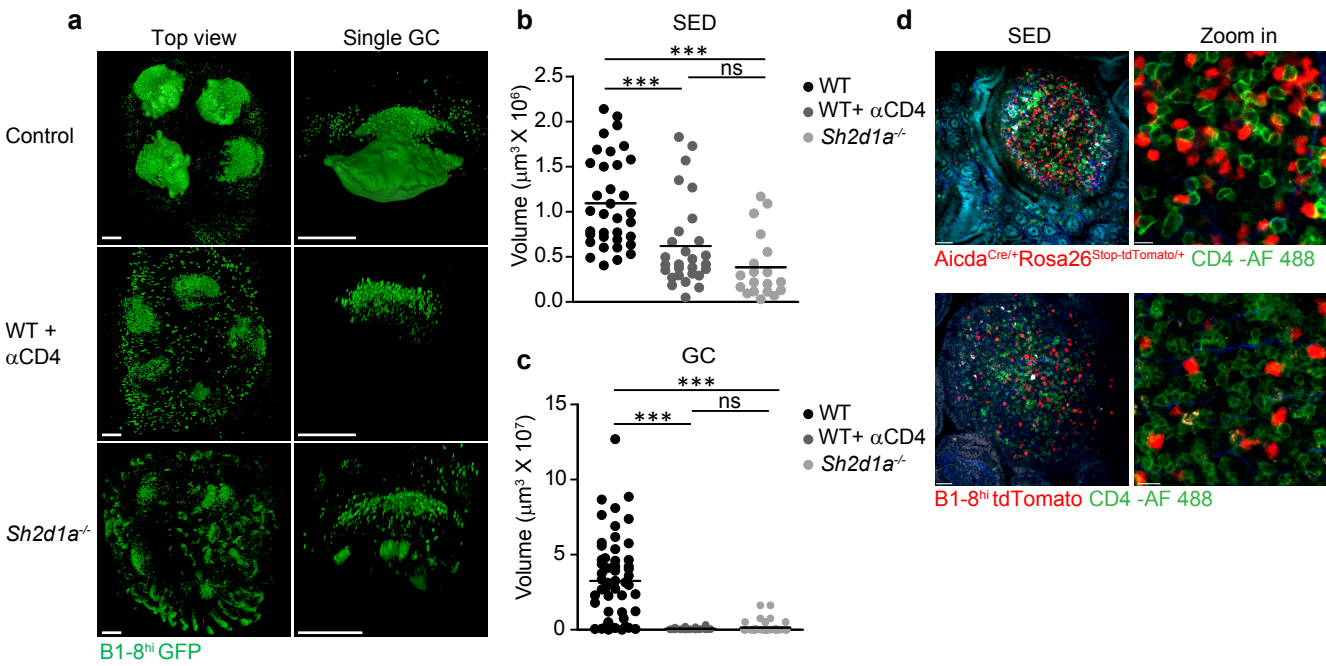 a
Top view
Single GC
Control
WT +
αCD4
Sh2d1a-/-
B1-8hi GFP
b
SED
***
***
ns
2.5
2.0
1.5
1.0
0.5
0.0
Volume (μm³ X 10⁶)
WT
WT+ αCD4
Sh2d1a-/-
c
GC
***
***
ns
15
10
5
0
Volume (μm³ X 10⁷)
WT
WT+ αCD4
Sh2d1a-/-
d
SED
Zoom in
AicdaCre/+Rosa26Stop-tdTomato/+ CD4 -AF 488
B1-8hi tdTomato CD4 -AF 488